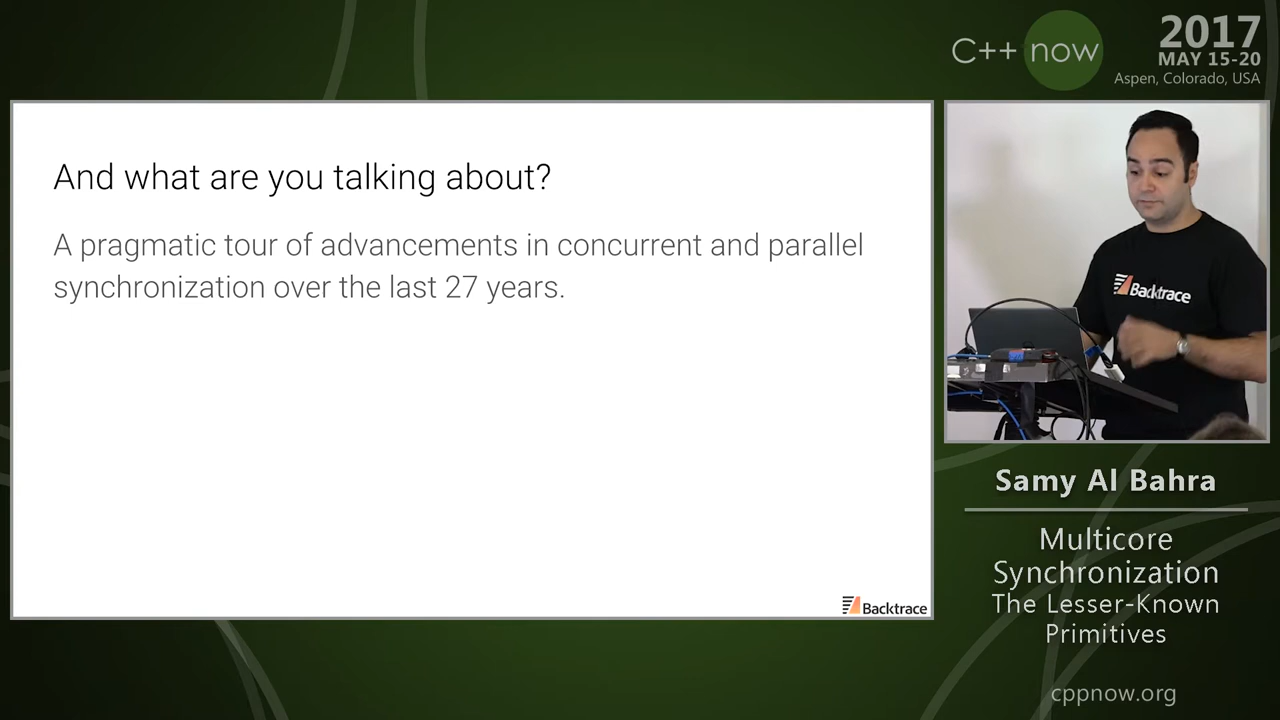 C++ now
2017
MAY 15-20
Aspen, Colorado, USA
And what are you talking about?
A pragmatic tour of advancements in concurrent and parallel
synchronization over the last 27 years.
Backtrace
Backtrace
Samy Al Bahra
Multicore
Synchronization
The Lesser-Known
Primitives
cppnow.org